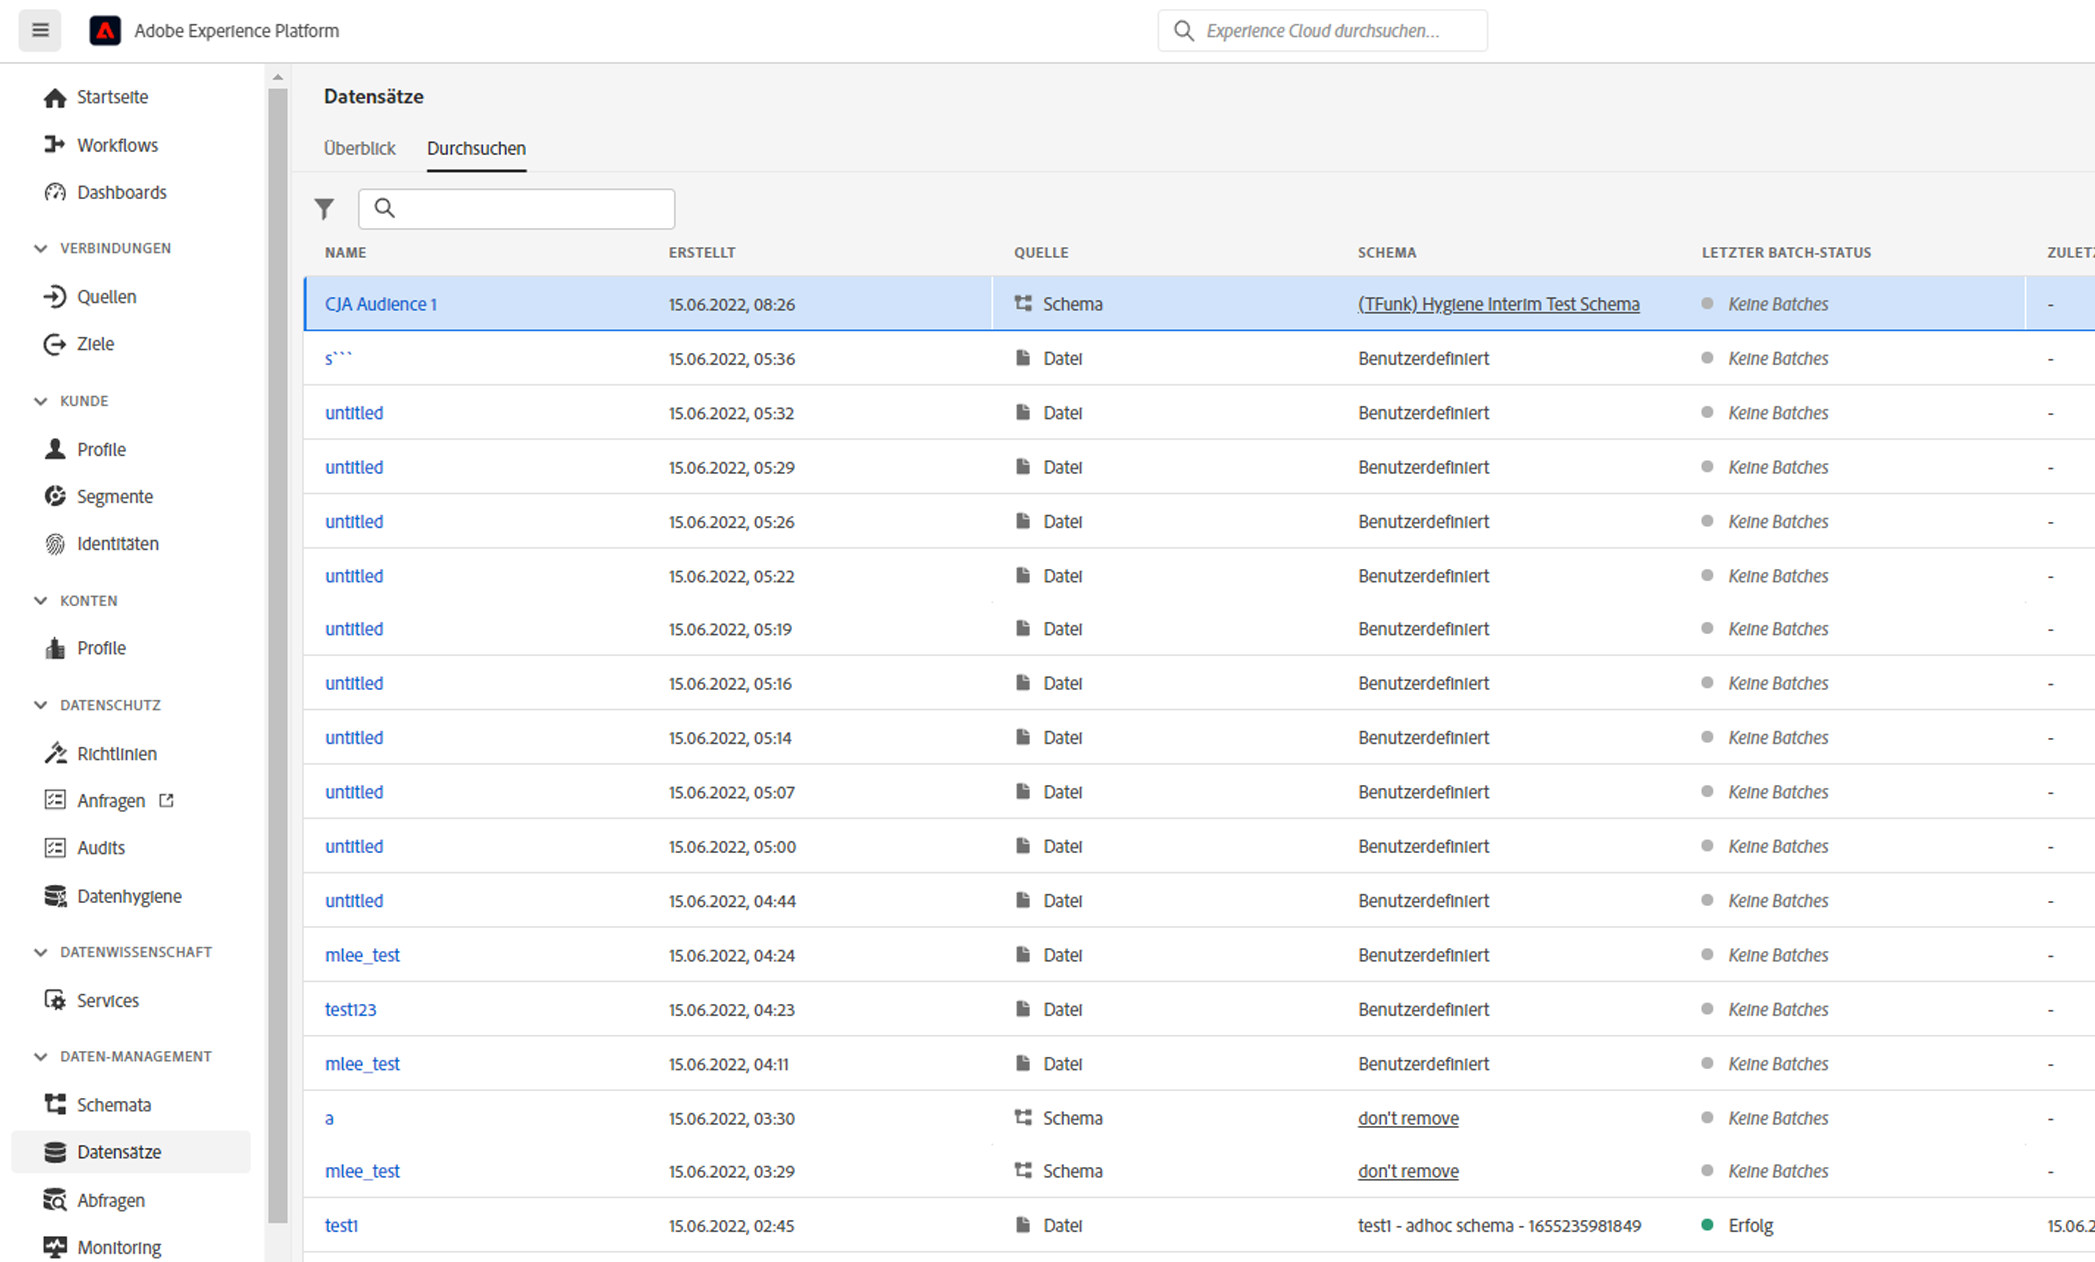 Adobe Experience Platform
Experience Cloud durchsuchen...
Startseite
Workflows
Dashboards
VERBINDUNGEN
Quellen
Ziele
KUNDE
Profile
Segmente
Identitäten
KONTEN
Profile
DATENSCHUTZ
Richtlinien
Anfragen
Audits
Datenhygiene
DATENWISSENSCHAFT
Services
DATEN-MANAGEMENT
Schemata
Datensätze
Abfragen
Monitoring
Datensätze
Überblick Durchsuchen
NAME ERSTELLT QUELLE SCHEMA LETZTER BATCH-STATUS ZULETZ
CJA Audience 1 15.06.2022, 08:26 Schema (TFunk) Hygiene Interim Test Schema Keine Batches -
s``` 15.06.2022, 05:36 Datei Benutzerdefiniert Keine Batches -
untitled 15.06.2022, 05:32 Datei Benutzerdefiniert Keine Batches -
untitled 15.06.2022, 05:29 Datei Benutzerdefiniert Keine Batches -
untitled 15.06.2022, 05:26 Datei Benutzerdefiniert Keine Batches -
untitled 15.06.2022, 05:22 Datei Benutzerdefiniert Keine Batches -
untitled 15.06.2022, 05:19 Datei Benutzerdefiniert Keine Batches -
untitled 15.06.2022, 05:16 Datei Benutzerdefiniert Keine Batches -
untitled 15.06.2022, 05:14 Datei Benutzerdefiniert Keine Batches -
untitled 15.06.2022, 05:07 Datei Benutzerdefiniert Keine Batches -
untitled 15.06.2022, 05:00 Datei Benutzerdefiniert Keine Batches -
untitled 15.06.2022, 04:44 Datei Benutzerdefiniert Keine Batches -
mlee_test 15.06.2022, 04:24 Datei Benutzerdefiniert Keine Batches -
test123 15.06.2022, 04:23 Datei Benutzerdefiniert Keine Batches -
mlee_test 15.06.2022, 04:11 Datei Benutzerdefiniert Keine Batches -
a 15.06.2022, 03:30 Schema don't remove Keine Batches -
mlee_test 15.06.2022, 03:29 Schema don't remove Keine Batches -
test1 15.06.2022, 02:45 Datei test1 - adhoc schema - 1655235981849 Erfolg 15.06.2